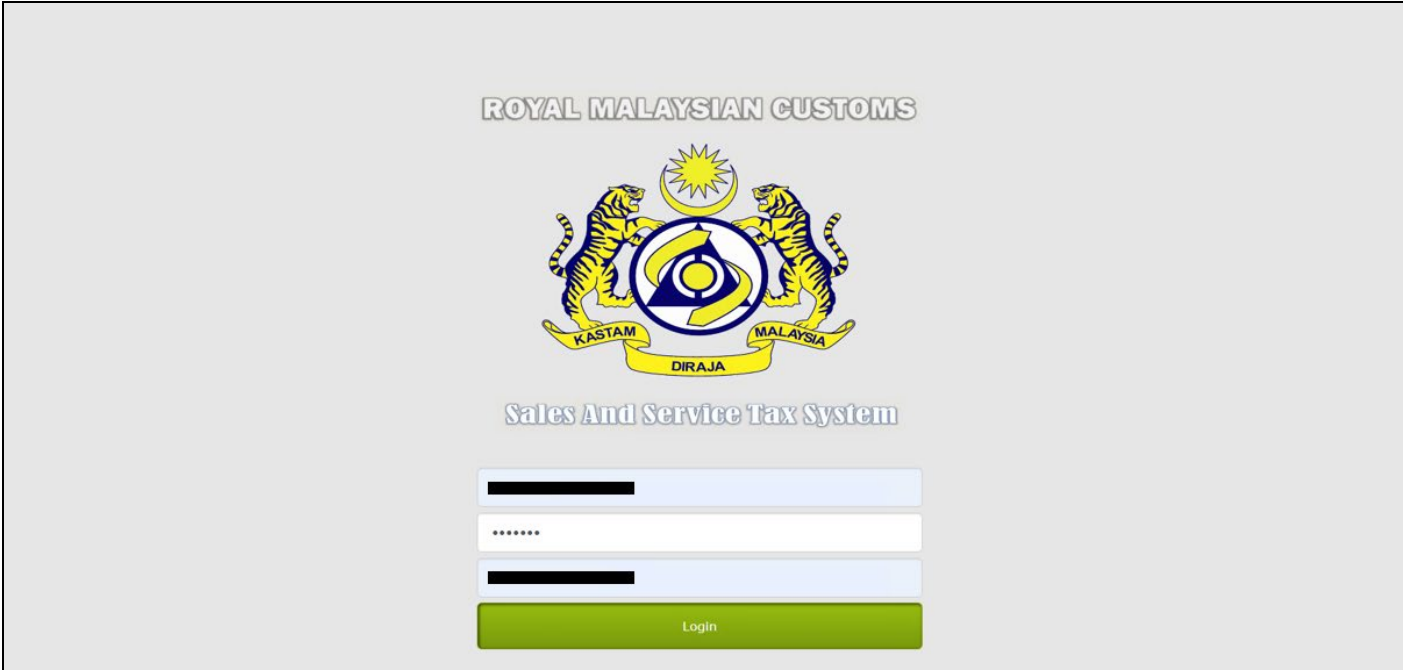 ROYAL MALAYSIAN CUSTOMS
KASTAM DIRAJA MALAYSIA
Sales And Service Tax System
•••••••
Login